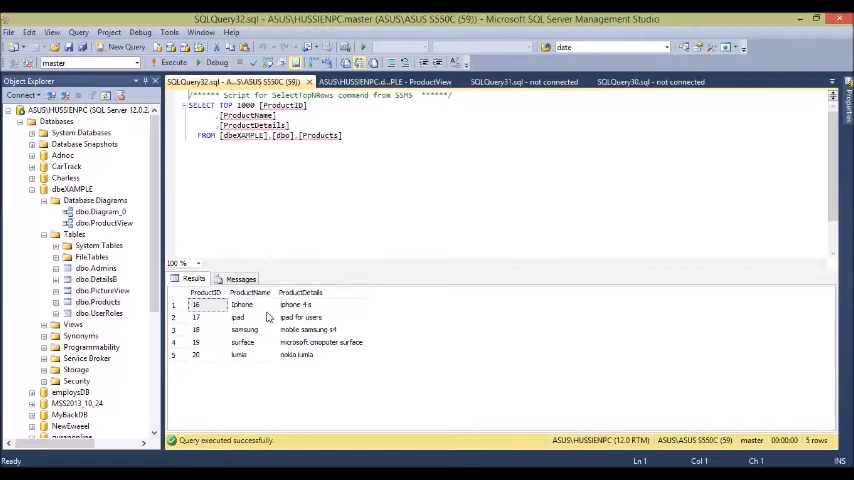 SQLQuery32.sql - ASUS\HUSSIENPC.master (ASUS\ASUS S550C (59)) - Microsoft SQL Server Management Studio
File Edit View Query Project Debug Tools Window Help
New Query date
master Execute Debug
Object Explorer
SQLQuery32.sql - A...S\ASUS S550C (59)) ASUS\HUSSIENPC.d...PLE - ProductView SQLQuery31.sql - not connected SQLQuery30.sql - not connected
Properties
Connect
ASUS\HUSSIENPC (SQL Server 12.0.2
Databases
System Databases
Database Snapshots
Adnoc
CarTrack
Charless
dbeXAMPLE
Database Diagrams
dbo.Diagram_0
dbo.ProductView
Tables
System Tables
FileTables
dbo.Admins
dbo.DetailsB
dbo.PictureView
dbo.Products
dbo.UserRoles
Views
Synonyms
Programmability
Service Broker
Storage
Security
employsDB
MSS2013_10_24
MyBackDB
NewEwaeel
quranonline
/****** Script for SelectTopNRows command from SSMS ******/
SELECT TOP 1000 [ProductID]
,[ProductName]
,[ProductDetails]
FROM [dbeXAMPLE].[dbo].[Products]
100 %
Results Messages
ProductID ProductName ProductDetails
1 16 Iphone iphone 4 s
2 17 ipad ipad for users
3 18 samsung mobile samsung s4
4 19 surface microsoft cmoputer surface
5 20 lumia nokia lumia
Query executed successfully. ASUS\HUSSIENPC (12.0 RTM) ASUS\ASUS S550C (59) 00:00:00 5 rows
Ready Ln 1 Col 1 Ch 1 INS